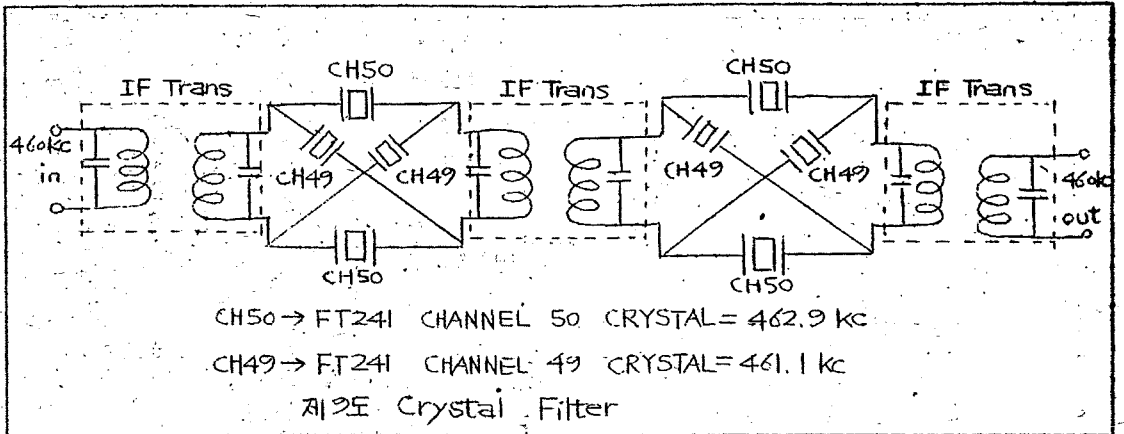 CH50
CH50
IF Trans
IF Trans
IF Trans
460kc
in
CH49
CH49
CH49
CH49
460kc
out
CH50
CH50
CH50→ FT241 CHANNEL 50 CRYSTAL= 462.9 kc
CH49→ FT241 CHANNEL 49 CRYSTAL= 461.1 kc
제9도 Crystal Filter